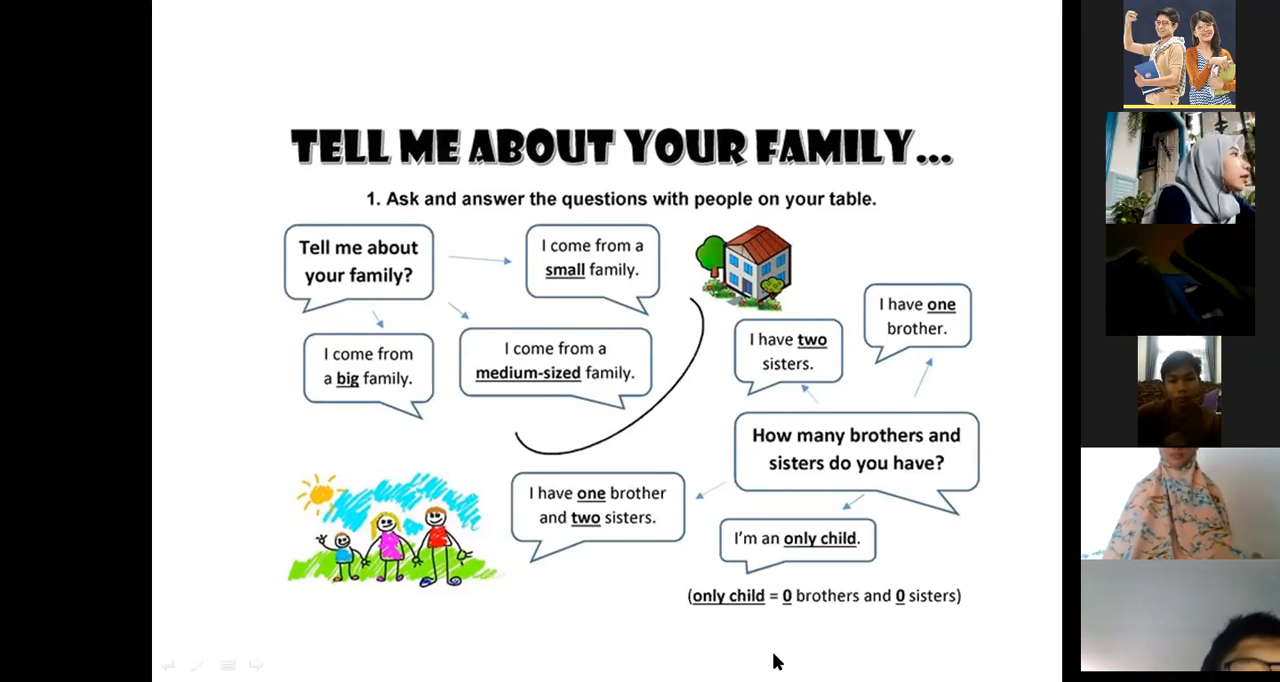 TELL ME ABOUT YOUR FAMILY...
1. Ask and answer the questions with people on your table.
Tell me about
your family?
I come from a
small family.
I come from
a big family.
I come from a
medium-sized family.
I have two
sisters.
I have one
brother.
How many brothers and
sisters do you have?
I have one brother
and two sisters.
I'm an only child.
(only child = 0 brothers and 0 sisters)